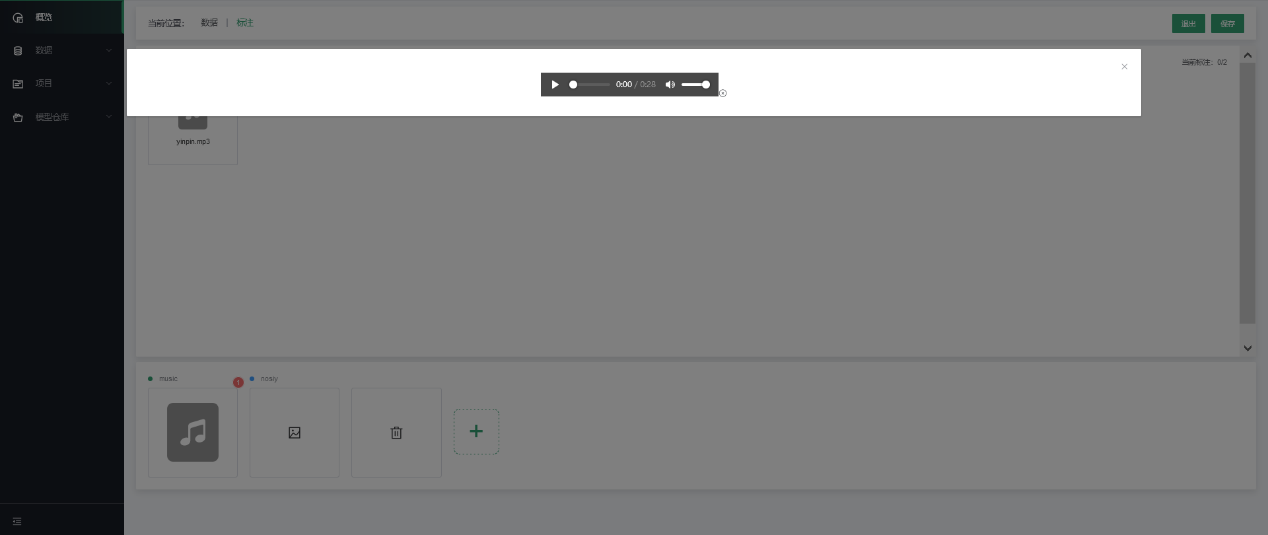 概览
数据
项目
模型仓库
当前位置： 数据 | 标注
退出 保存
当前标注：0/2
0:00 / 0:28
yinpin.mp3
music
1
noisy